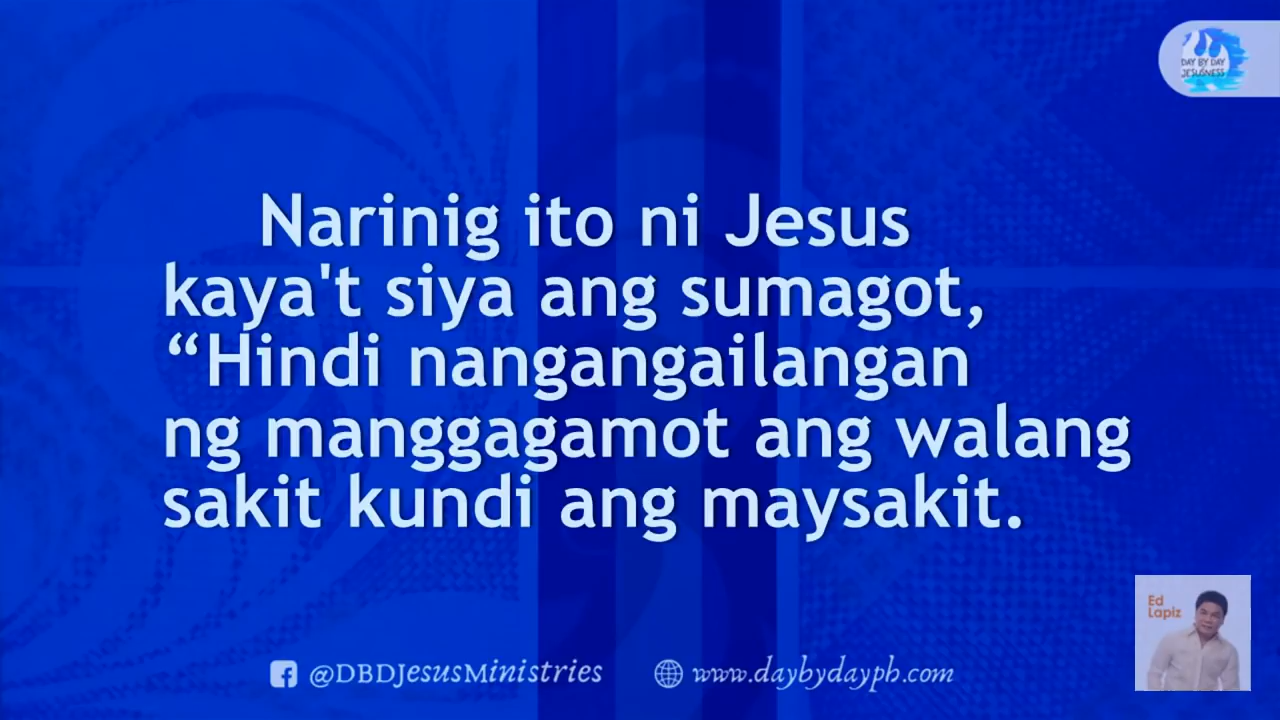 DAY BY DAY
JESUSNESS
Narinig ito ni Jesus
kaya't siya ang sumagot,
“Hindi nangangailangan
ng manggagamot ang walang
sakit kundi ang maysakit.
Ed
Lapiz
@DBDJesusMinistries www.daybydayph.com